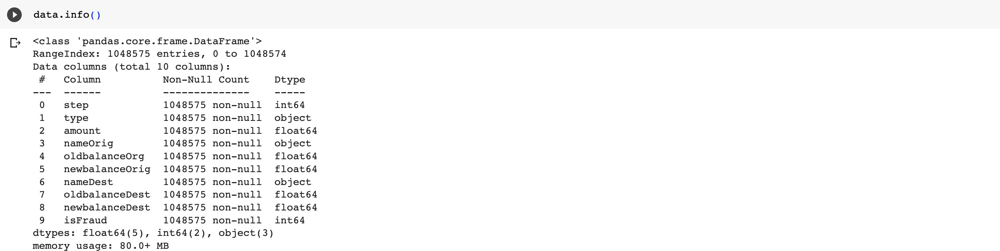 data.info()
<class 'pandas.core.frame.DataFrame'>
RangeIndex: 1048575 entries, 0 to 1048574
Data columns (total 10 columns):
 #   Column          Non-Null Count    Dtype
---  ------          --------------    -----
 0   step            1048575 non-null  int64
 1   type            1048575 non-null  object
 2   amount          1048575 non-null  float64
 3   nameOrig        1048575 non-null  object
 4   oldbalanceOrg   1048575 non-null  float64
 5   newbalanceOrig  1048575 non-null  float64
 6   nameDest        1048575 non-null  object
 7   oldbalanceDest  1048575 non-null  float64
 8   newbalanceDest  1048575 non-null  float64
 9   isFraud         1048575 non-null  int64
dtypes: float64(5), int64(2), object(3)
memory usage: 80.0+ MB